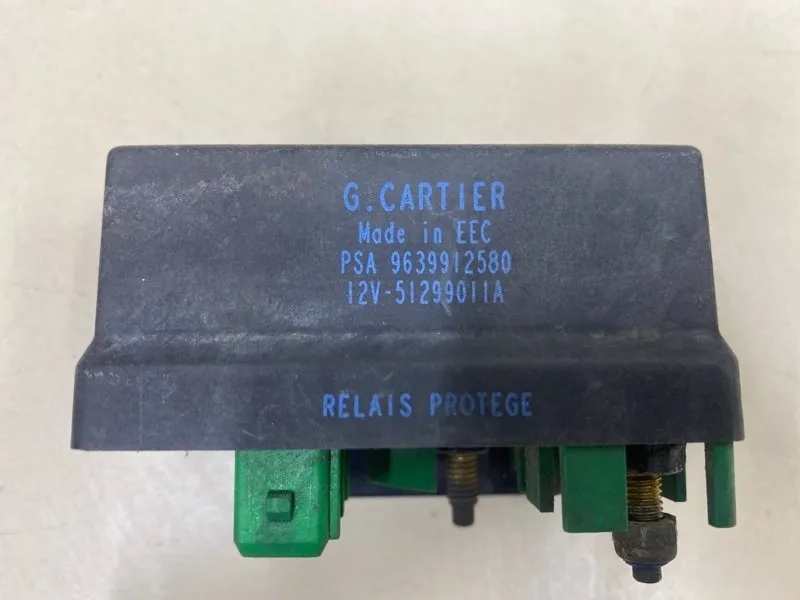 G.CARTIER
Made in EEC
PSA 9639912580
12V-51299011A
RELAIS PROTEGE